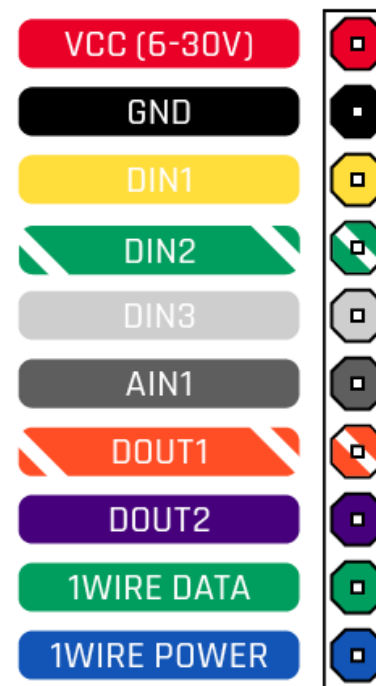 VCC (6-30V)
GND
DIN1
DIN2
DIN3
AIN1
DOUT1
DOUT2
1WIRE DATA
1WIRE POWER